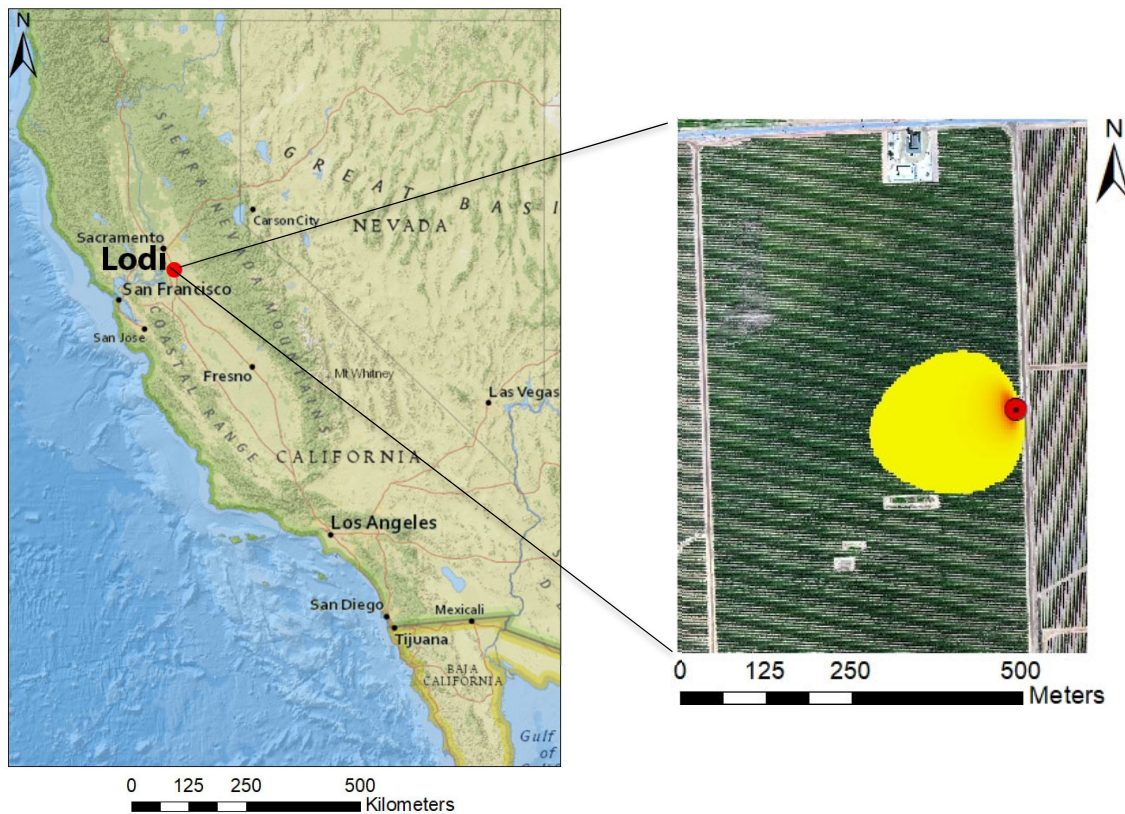 N
SIERRA NEVADA MOUNTAINS
GREAT BASI
Carson City
NEVADA
Sacramento
Lodi
San Francisco
San Jose
COASTAL RANGE
Fresno
Mt Whitney
Las Vegas
CALIFORNIA
Los Angeles
San Diego
Mexicali
Tijuana
BAJA
CALIFORNIA
Gulf
of
0 125 250 500
Kilometers
N
0 125 250 500
Meters